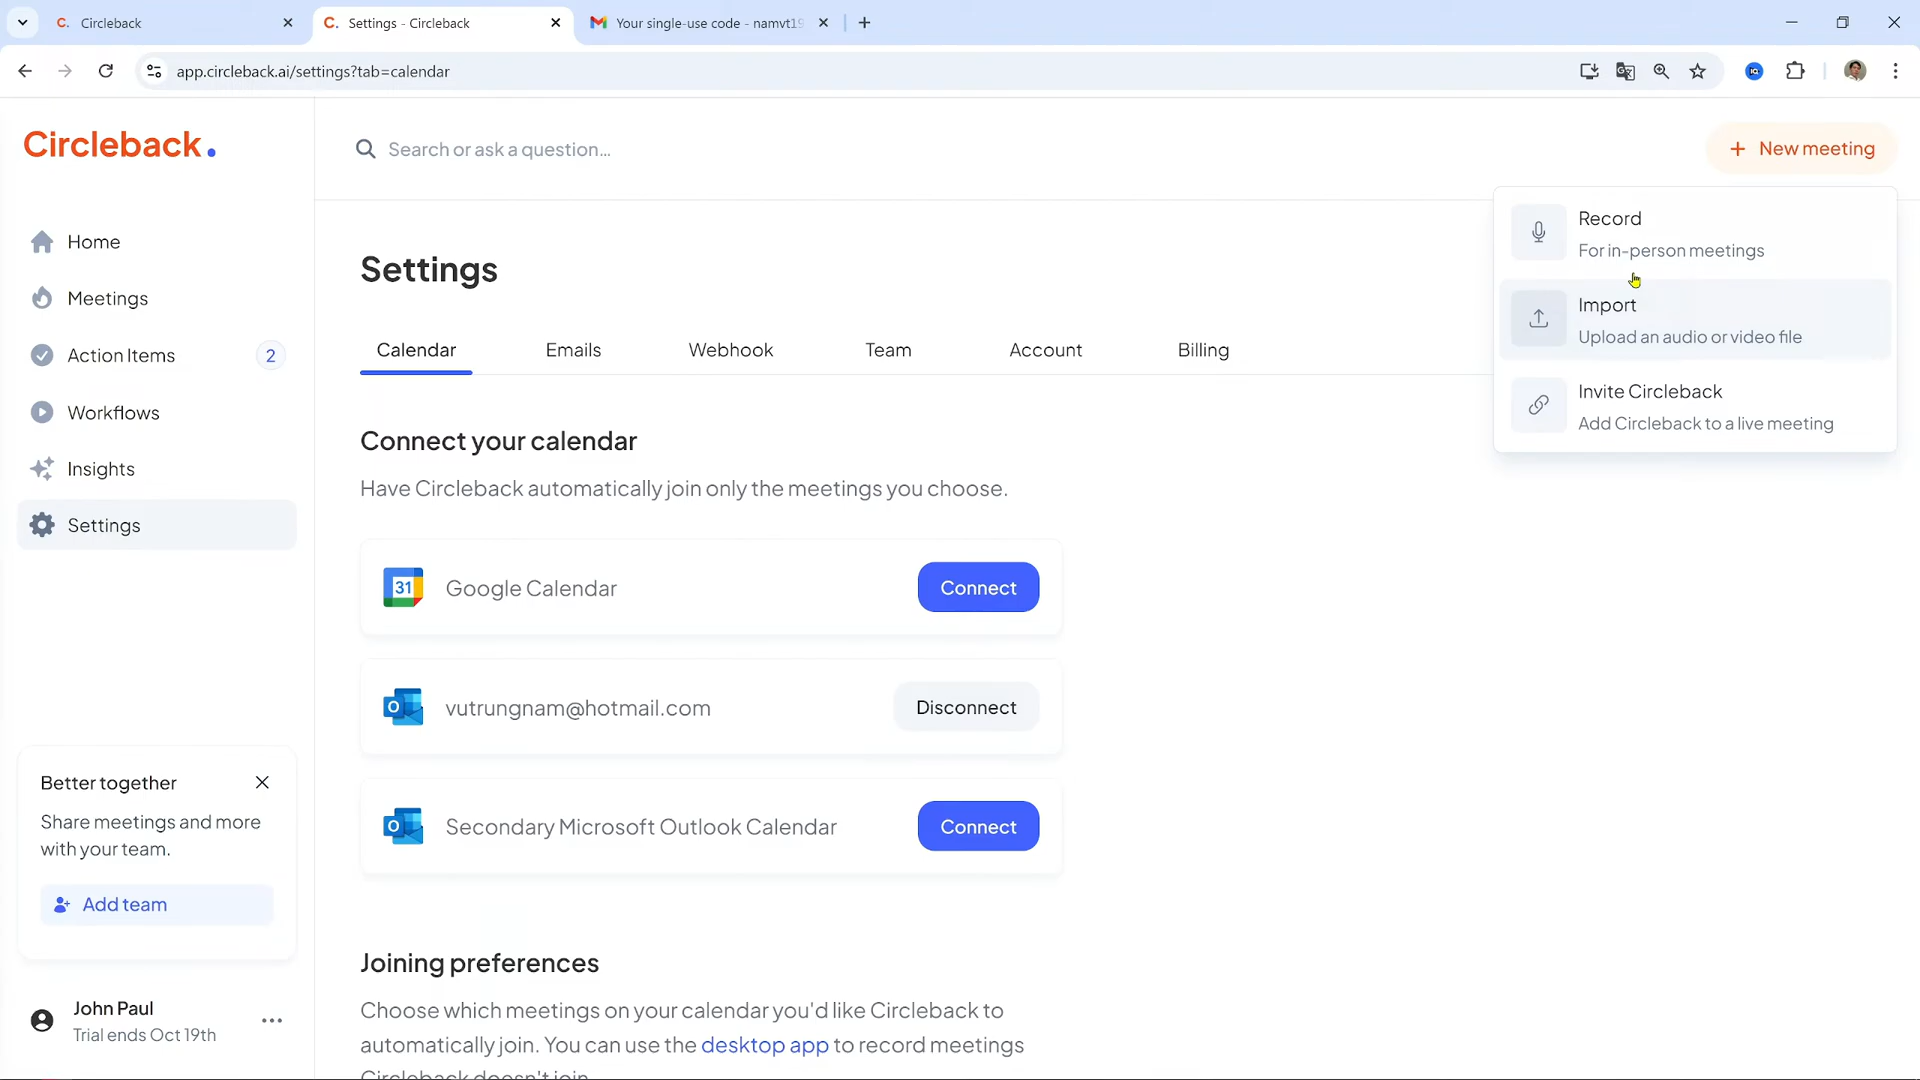 Circleback
Settings - Circleback
Your single-use code - namvt19
app.circleback.ai/settings?tab=calendar
Circleback.
Search or ask a question...
+ New meeting
Record
For in-person meetings
Import
Upload an audio or video file
Invite Circleback
Add Circleback to a live meeting
Home
Meetings
Action Items 2
Workflows
Insights
Settings
Settings
Calendar Emails Webhook Team Account Billing
Connect your calendar
Have Circleback automatically join only the meetings you choose.
31 Google Calendar Connect
vutrungnam@hotmail.com Disconnect
Secondary Microsoft Outlook Calendar Connect
Better together
Share meetings and more
with your team.
Add team
Joining preferences
Choose which meetings on your calendar you'd like Circleback to
automatically join. You can use the desktop app to record meetings
Circleback doesn't join.
John Paul
Trial ends Oct 19th